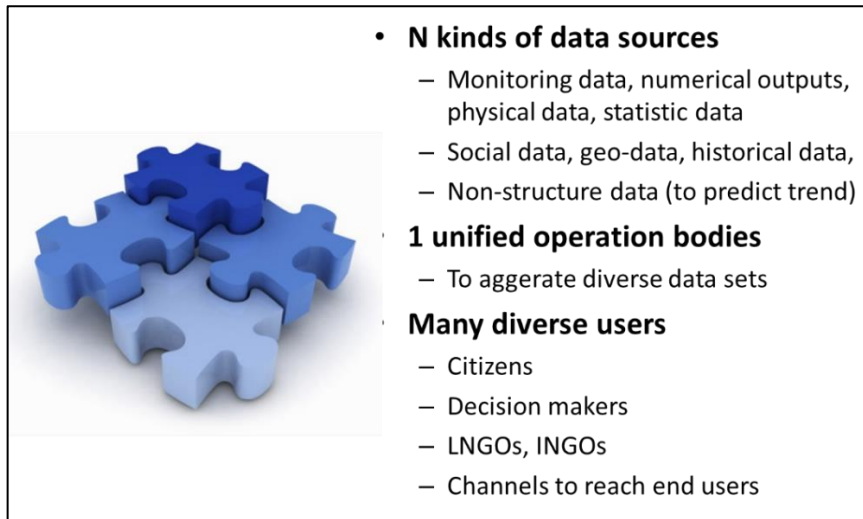 • N kinds of data sources
– Monitoring data, numerical outputs,
physical data, statistic data
– Social data, geo-data, historical data,
– Non-structure data (to predict trend)
• 1 unified operation bodies
– To aggerate diverse data sets
• Many diverse users
– Citizens
– Decision makers
– LNGOs, INGOs
– Channels to reach end users